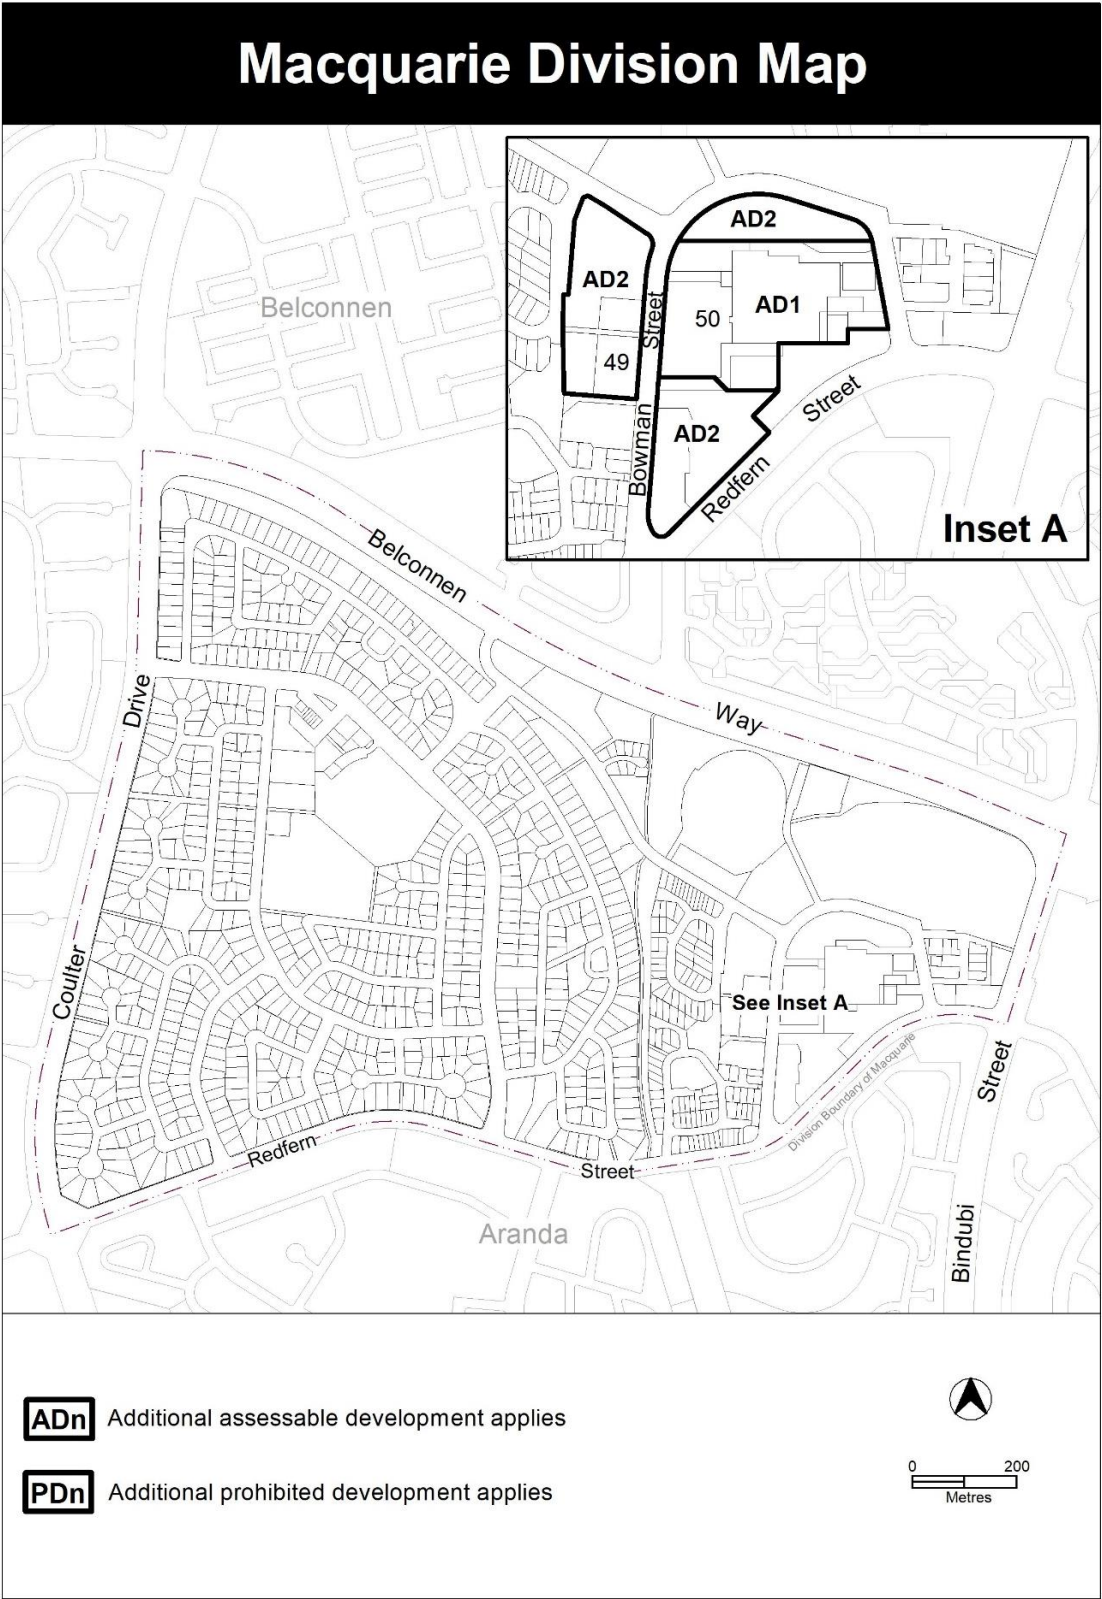 Macquarie Division Map
Belconnen
AD2
AD2
Street
50
AD1
49
Bowman
AD2
Street
Redfern
Inset A
Belconnen
Way
Drive
Coulter
See Inset A
Division Boundary of Macquarie
Street
Redfern
Street
Aranda
Bindubi
ADn Additional assessable development applies
PDn Additional prohibited development applies
0 200
Metres